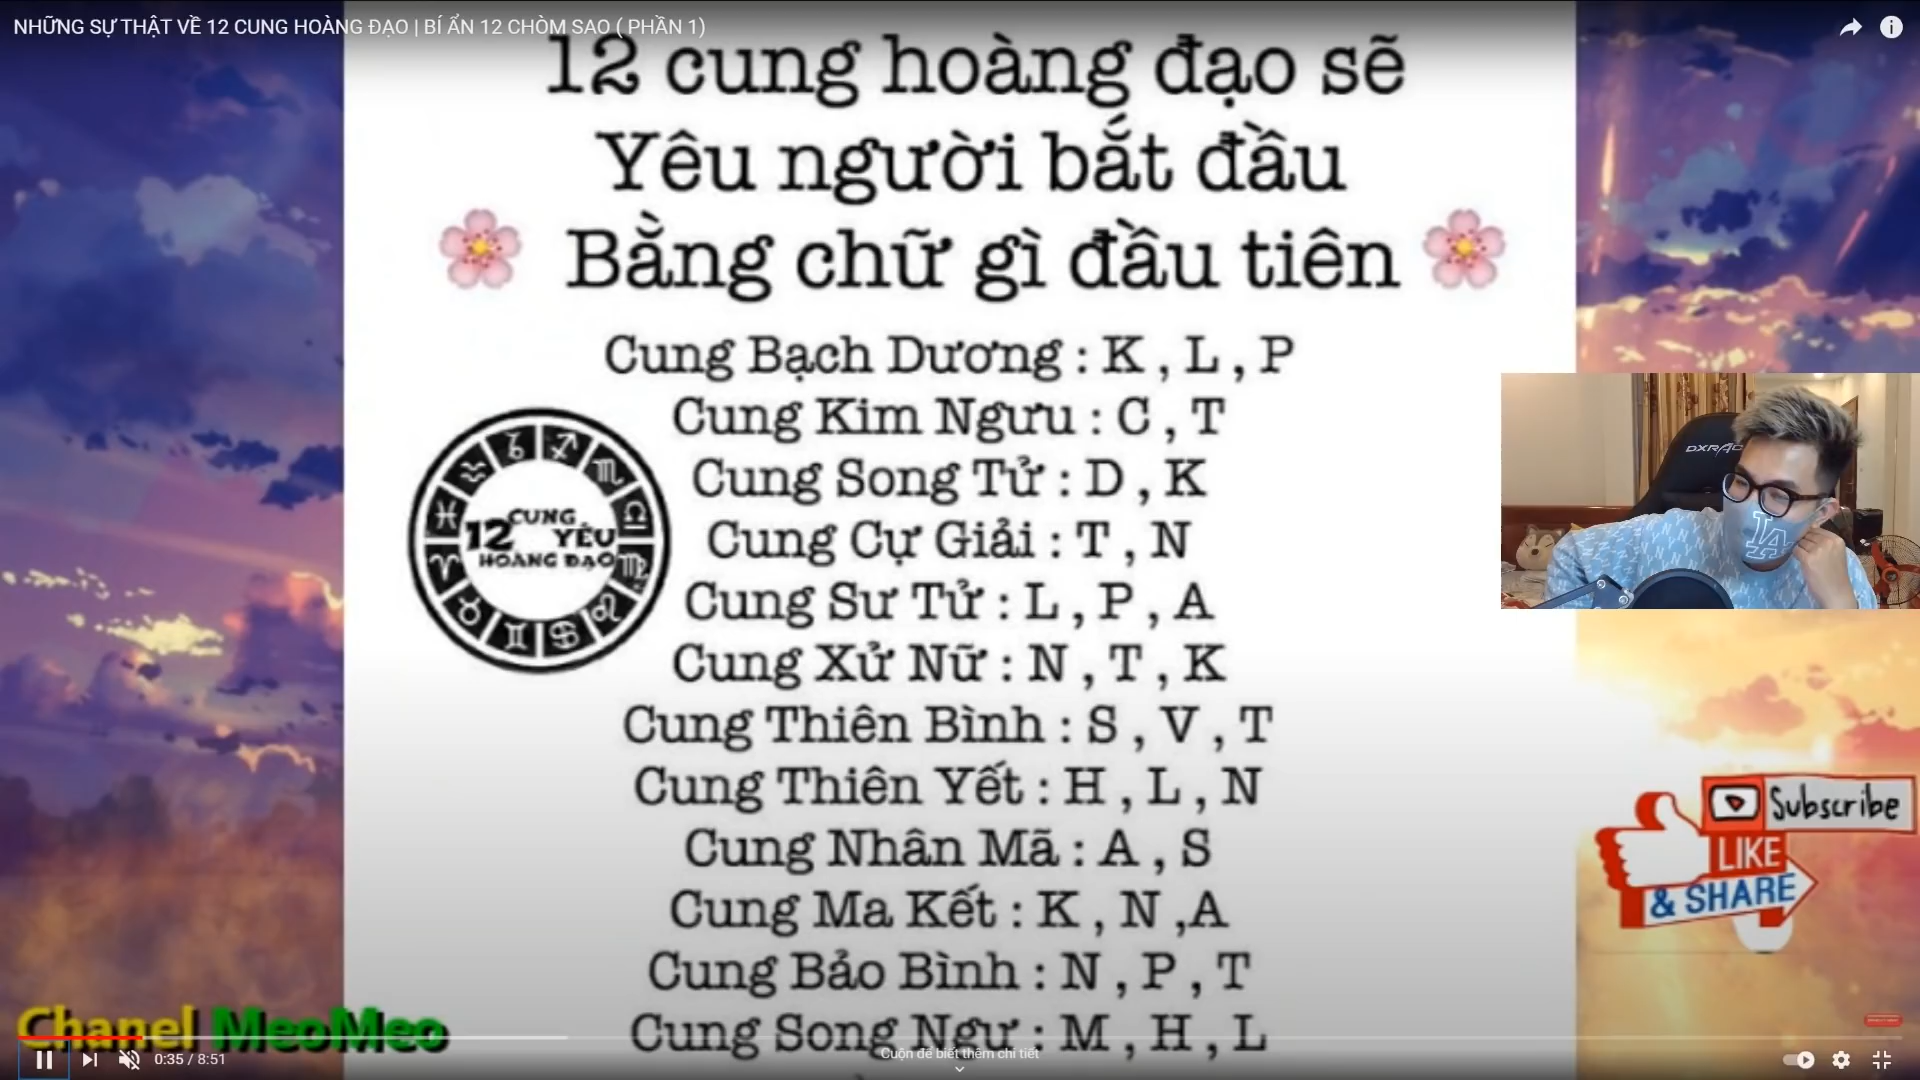 NHỮNG SỰ THẬT VỀ 12 CUNG HOÀNG ĐẠO | BÍ ẨN 12 CHÒM SAO ( PHẦN 1)
12 cung hoàng đạo sẽ
Yêu người bắt đầu
Bằng chữ gì đầu tiên
Cung Bạch Dương : K , L , P
Cung Kim Ngưu : C , T
Cung Song Tử : D , K
Cung Cự Giải : T , N
Cung Sư Tử : L , P , A
Cung Xử Nữ : N , T , K
Cung Thiên Bình : S , V , T
Cung Thiên Yết : H , L , N
Cung Nhân Mã : A , S
Cung Ma Kết : K , N ,A
Cung Bảo Bình : N , P , T
Cung Song Ngư : M , H , L
12 CUNG YÊU
HOÀNG ĐẠO
DXRAC
LA
Subscribe
LIKE
& SHARE
Chanel MeoMeo
0:35 / 8:51
Cuộn để biết thêm chi tiết